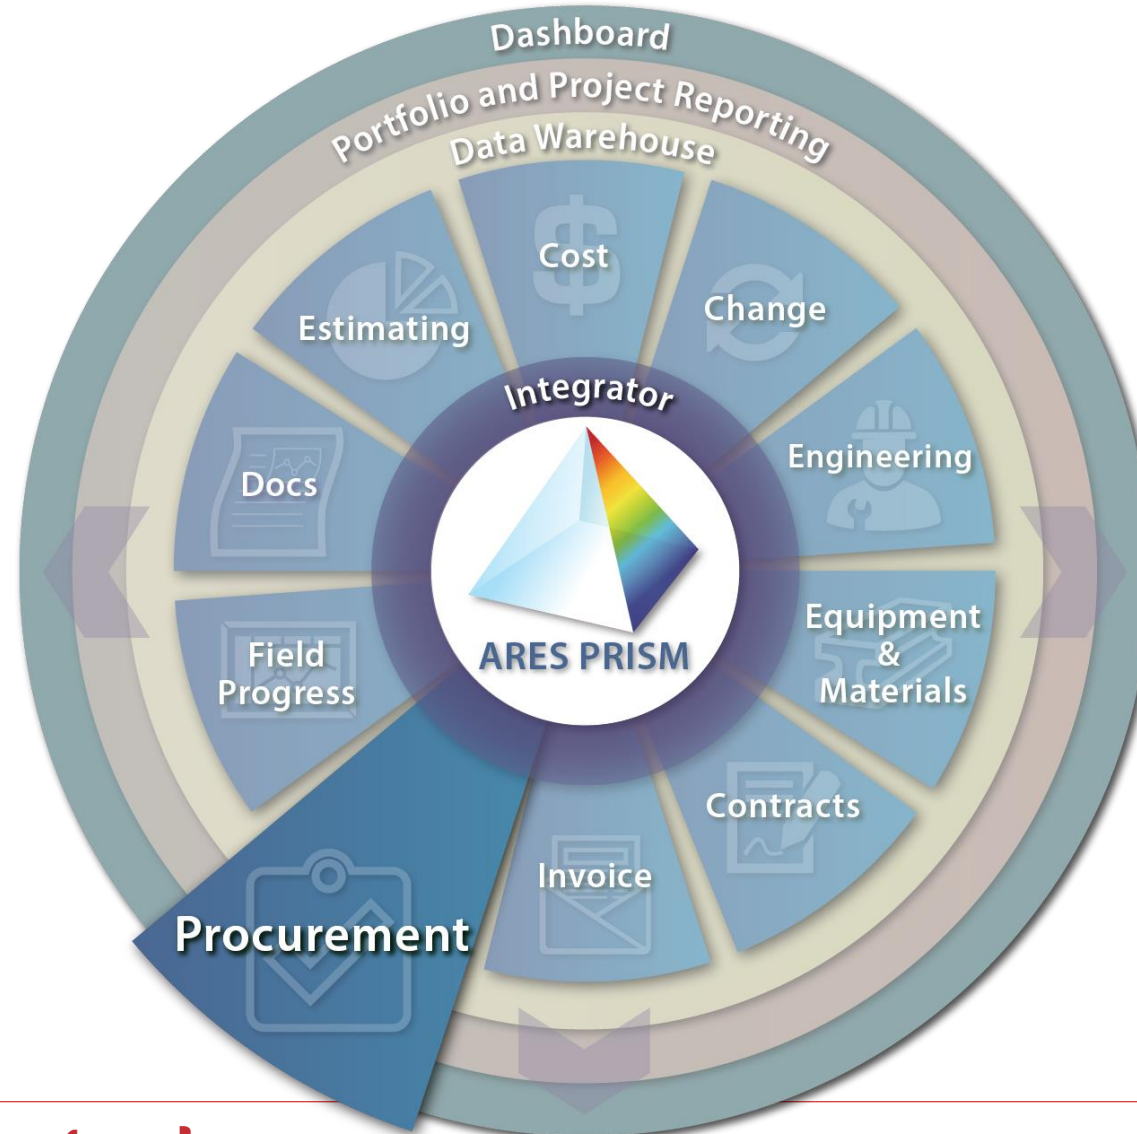 Dashboard
Portfolio and Project Reporting
Data Warehouse
Cost
Change
Estimating
Integrator
Engineering
Docs
Equipment
&
Materials
ARES PRISM
Field
Progress
Contracts
Invoice
Procurement